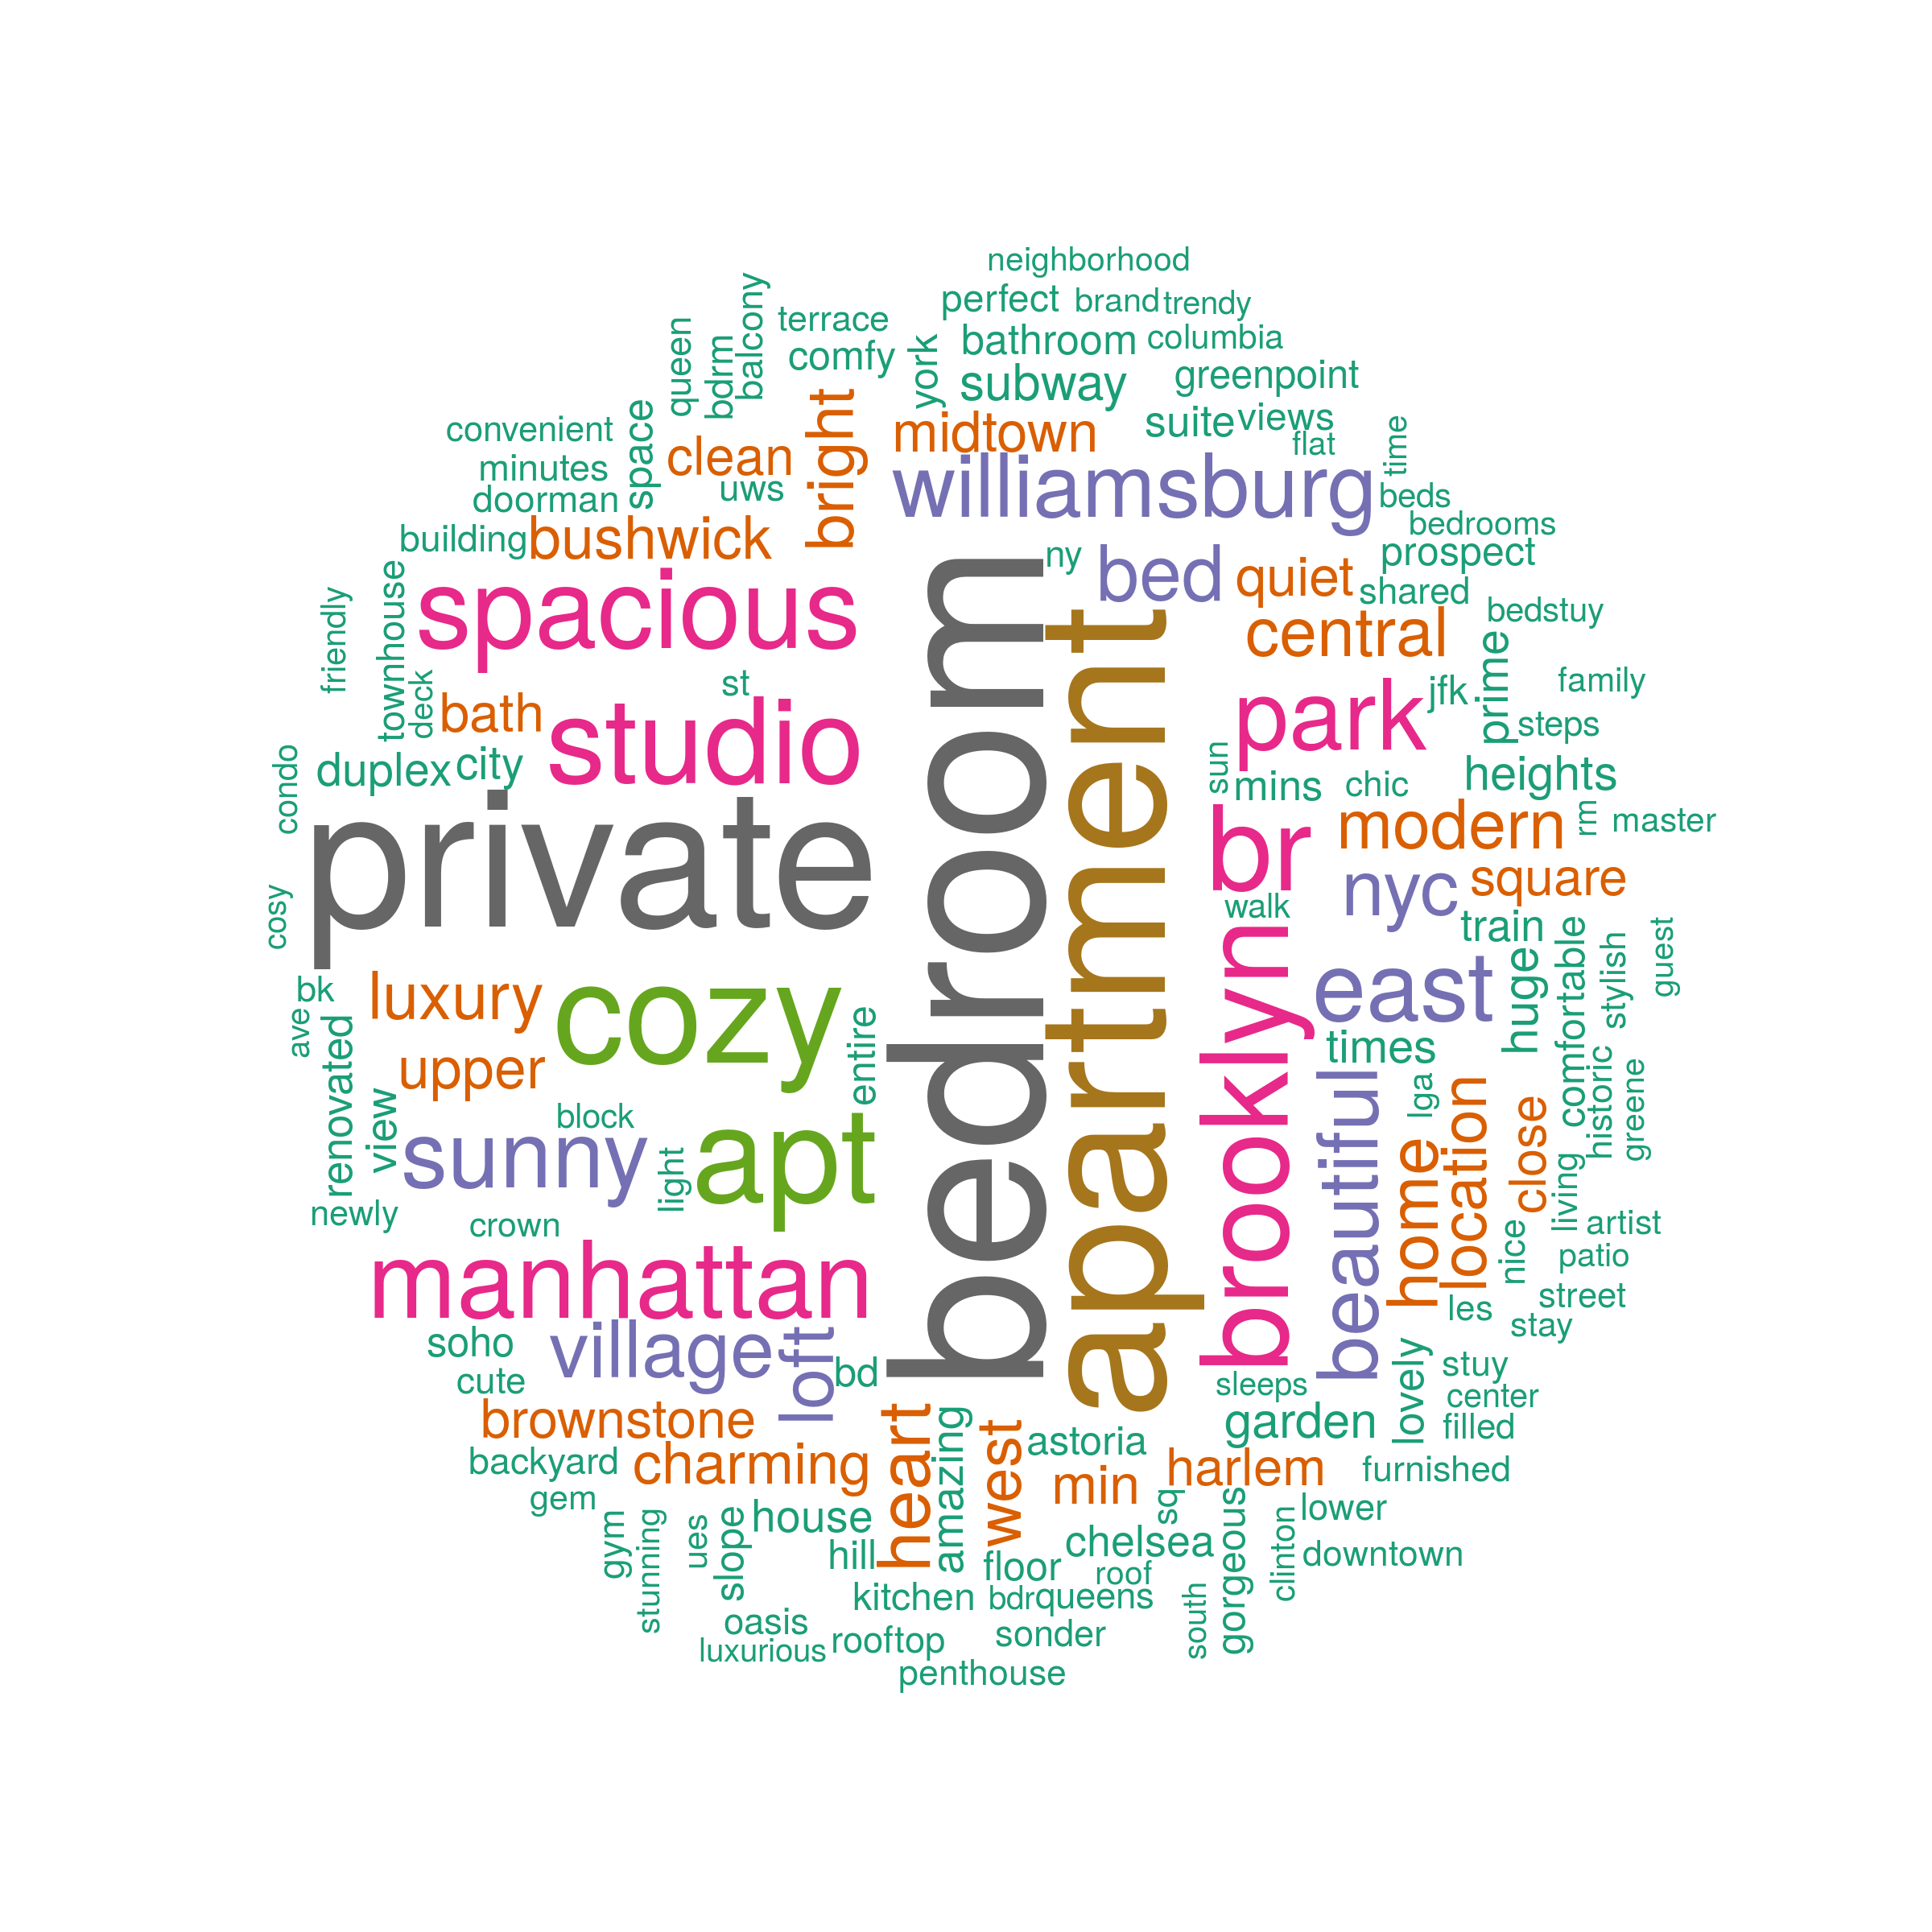 neighborhood
perfect
brand
trendy
balcony
terrace
bathroom
columbia
queen
bdrm
comfy
york
subway
greenpoint
convenient
space
clean
bright
midtown
suite
views
flat
time
minutes
uws
williamsburg
beds
doorman
building
bushwick
bedrooms
prospect
ny
bed
quiet
shared
friendly
townhouse
spacious
bedroom
apartment
central
bedstuy
prime
deck
bath
st
studio
park
jfk
family
steps
condo
duplex
city
sun
mins
chic
heights
private
br
modern
rm
master
cosy
walk
nyc
square
train
bk
luxury
cozy
entire
brooklyn
east
huge
comfortable
stylish
guest
ave
renovated
upper
times
view
block
sunny
light
apt
beautiful
lga
home
location
close
historic
greene
living
newly
crown
artist
nice
patio
manhattan
les
street
stay
soho
village
loft
bd
cute
sleeps
lovely
stuy
center
brownstone
heart
amazing
west
astoria
garden
filled
backyard
charming
min
harlem
furnished
gem
gym
stunning
ues
slope
house
hill
floor
chelsea
sq
roof
gorgeous
clinton
lower
downtown
kitchen
bdr
queens
south
oasis
luxurious
rooftop
sonder
penthouse